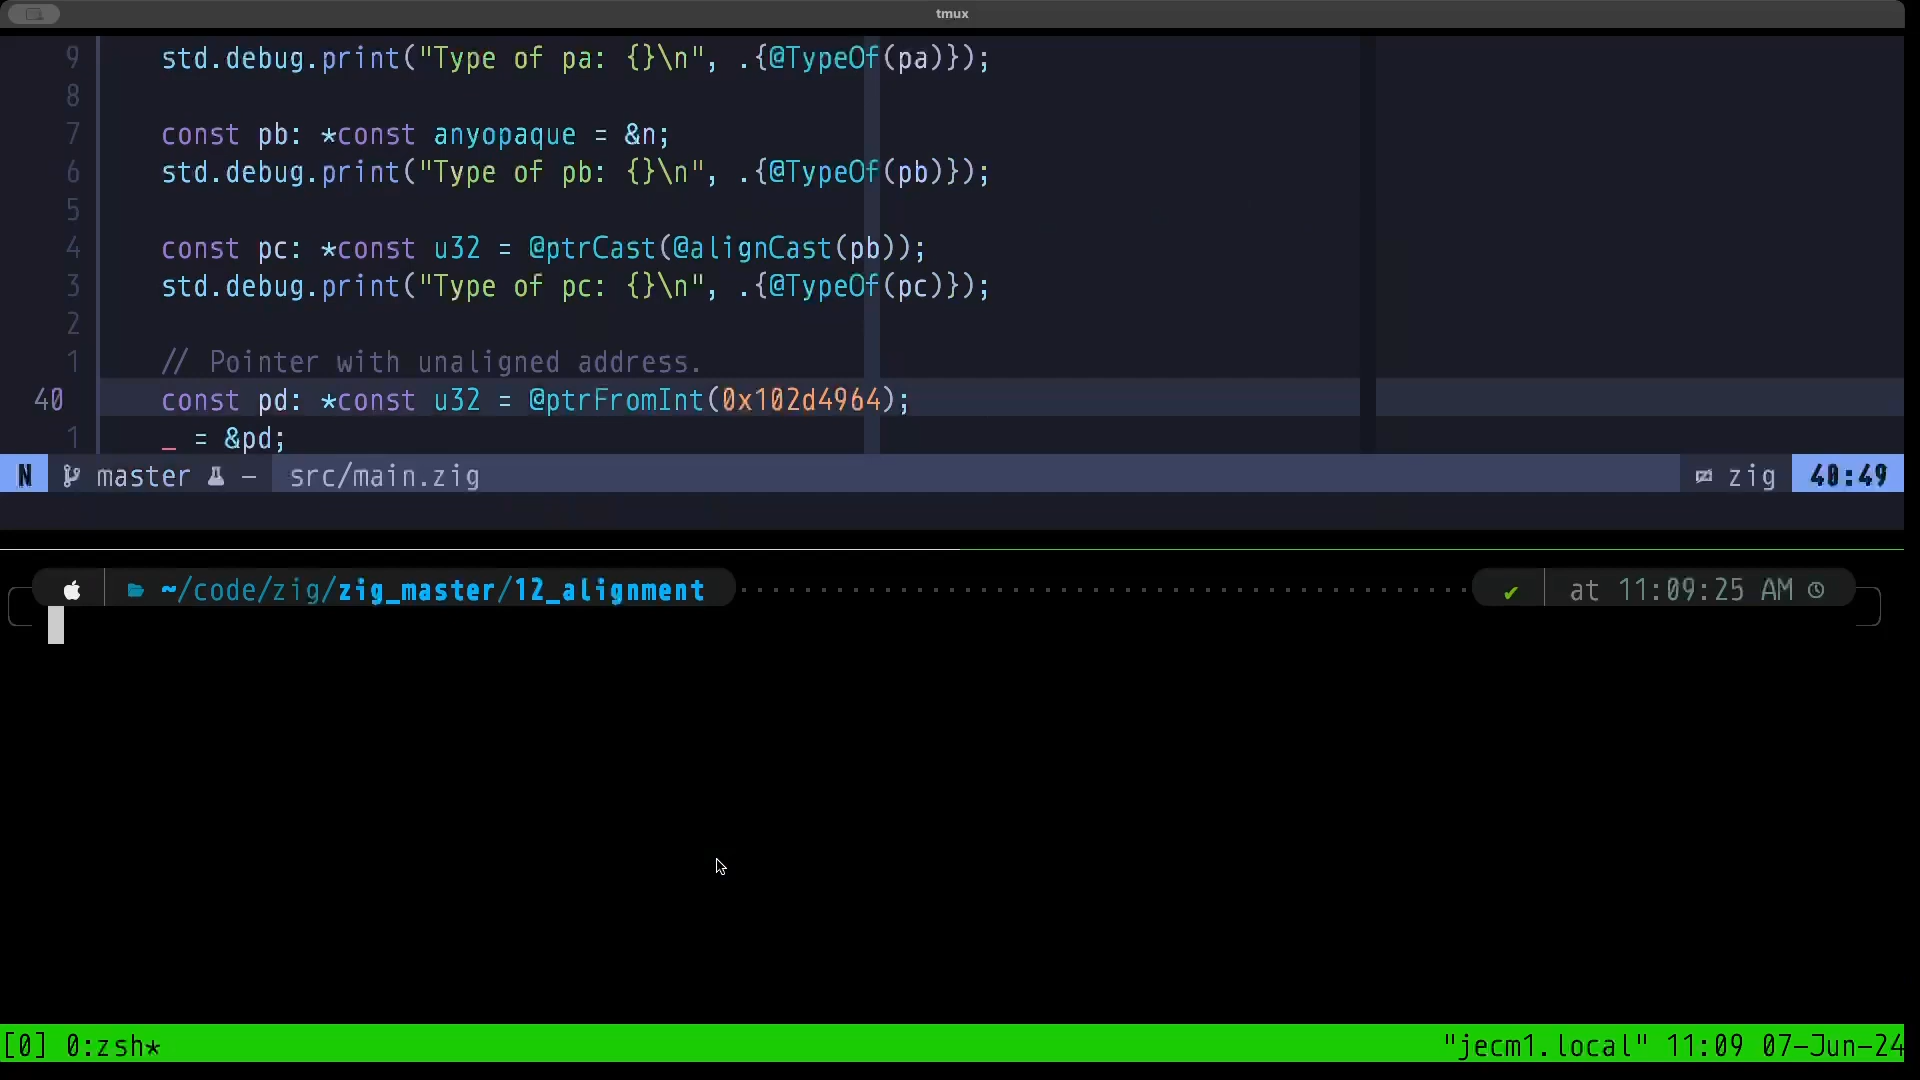 tmux
9 std.debug.print("Type of pa: {}\n", .{@TypeOf(pa)});
8
7 const pb: *const anyopaque = &n;
6 std.debug.print("Type of pb: {}\n", .{@TypeOf(pb)});
5
4 const pc: *const u32 = @ptrCast(@alignCast(pb));
3 std.debug.print("Type of pc: {}\n", .{@TypeOf(pc)});
2
1 // Pointer with unaligned address.
40 const pd: *const u32 = @ptrFromInt(0x102d4964);
1 _ = &pd;
N master – src/main.zig zig 40:49
~/code/zig/zig_master/12_alignment ✔ at 11:09:25 AM
[0] 0:zsh* "jecm1.local" 11:09 07-Jun-24